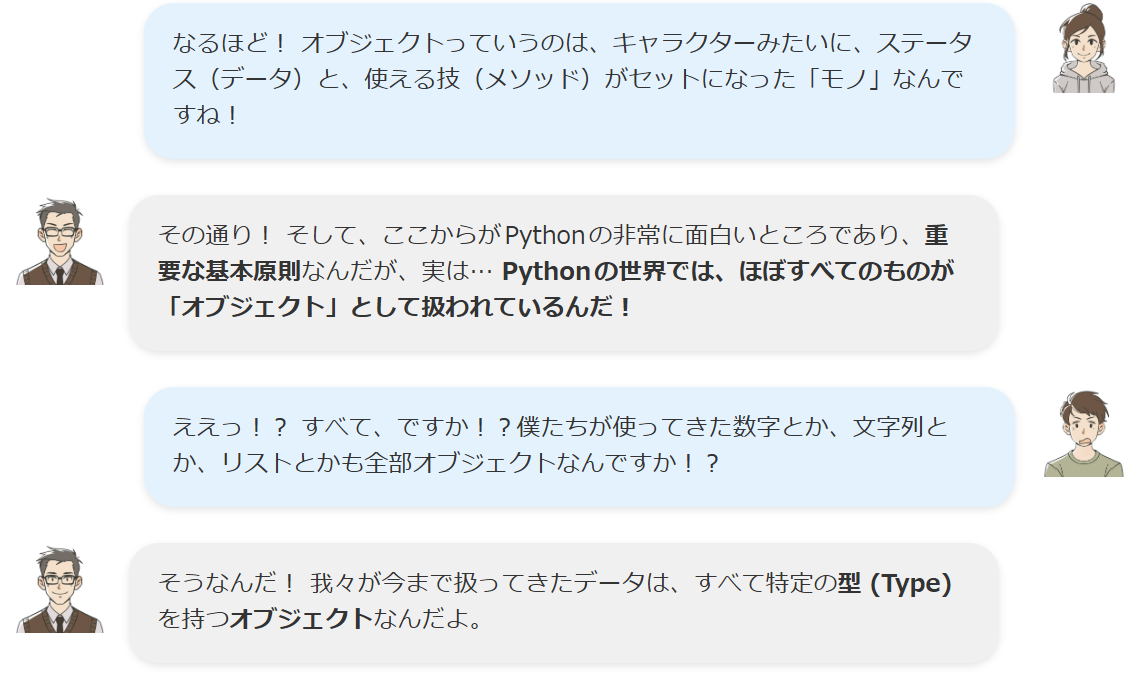 なるほど！ オブジェクトっていうのは、キャラクターみたいに、ステータ
ス（データ）と、使える技（メソッド）がセットになった「モノ」なんで
すね！
その通り！ そして、ここからがPythonの非常に面白いところであり、重
要な基本原則なんだが、実は… Pythonの世界では、ほぼすべてのものが
「オブジェクト」として扱われているんだ！
ええっ！？ すべて、ですか！？僕たちが使ってきた数字とか、文字列と
か、リストとかも全部オブジェクトなんですか！？
そうなんだ！ 我々が今まで扱ってきたデータは、すべて特定の型 (Type)
を持つオブジェクトなんだよ。